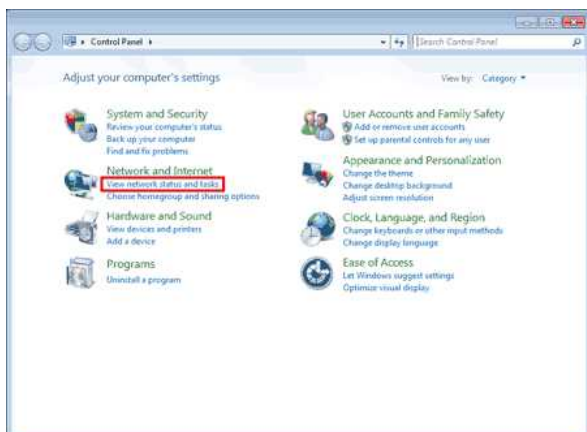 Control Panel
Search Control Panel
Adjust your computer's settings
View by: Category
System and Security
Review your computer's status
Back up your computer
Find and fix problems
Network and Internet
View network status and tasks
Choose homegroup and sharing options
Hardware and Sound
View devices and printers
Add a device
Programs
Uninstall a program
User Accounts and Family Safety
Add or remove user accounts
Set up parental controls for any user
Appearance and Personalization
Change the theme
Change desktop background
Adjust screen resolution
Clock, Language, and Region
Change keyboards or other input methods
Change display language
Ease of Access
Let Windows suggest settings
Optimize visual display